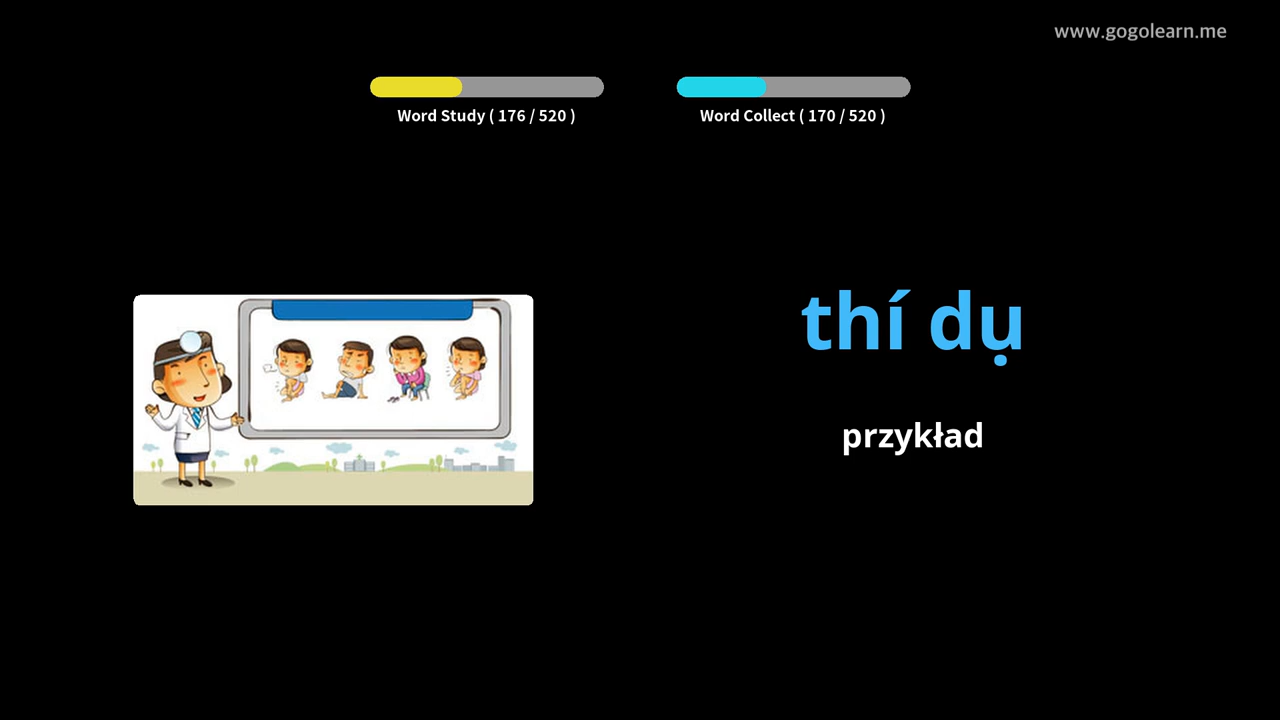 www.gogolearn.me
Word Study ( 176 / 520 )
Word Collect ( 170 / 520 )
thí dụ
przykład